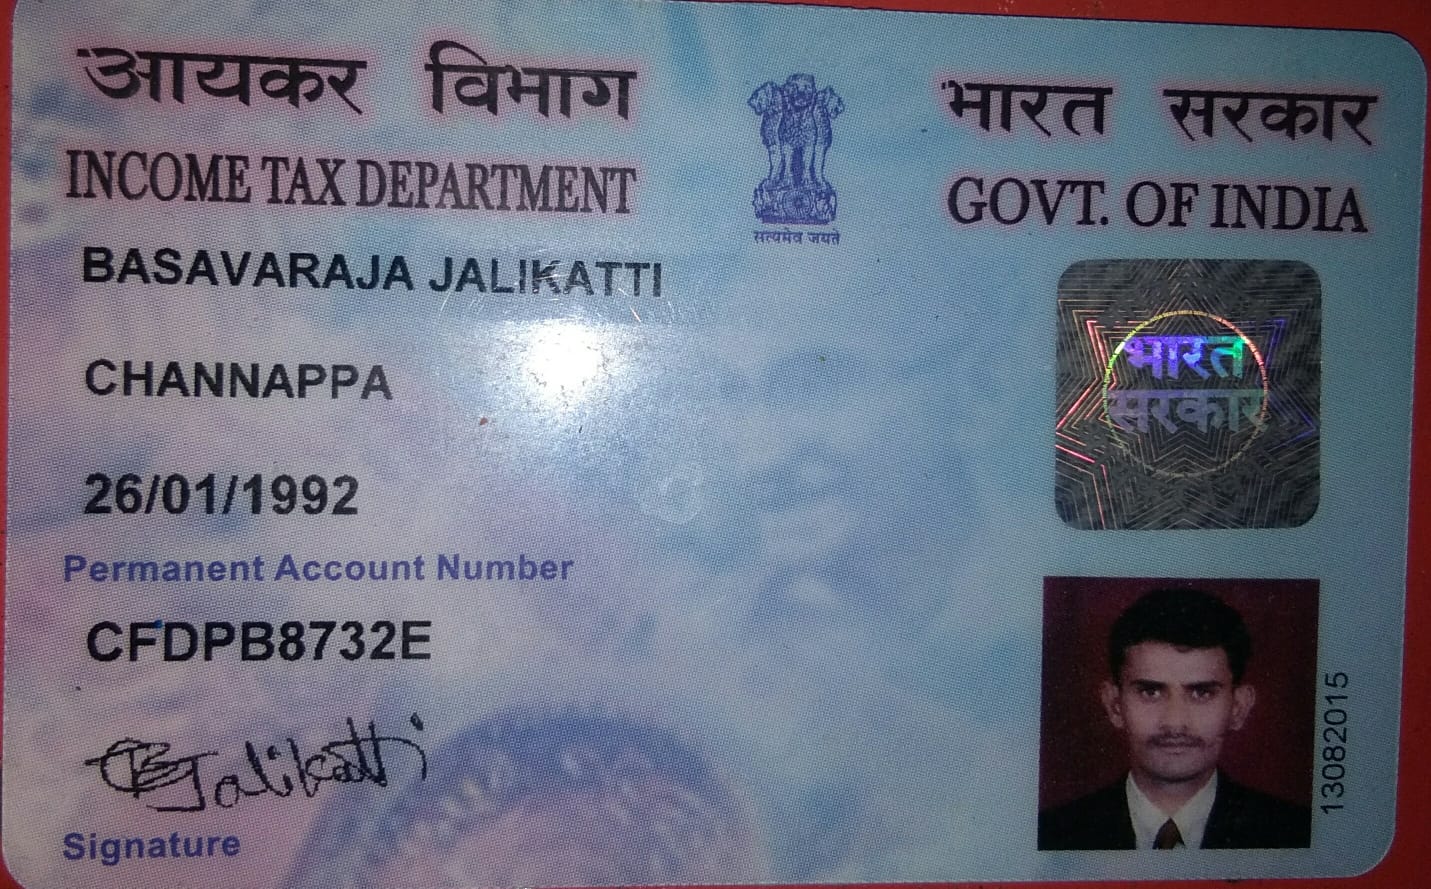 आयकर विभाग
INCOME TAX DEPARTMENT
सत्यमेव जयते
भारत सरकार
GOVT. OF INDIA
BASAVARAJA JALIKATTI
CHANNAPPA
26/01/1992
Permanent Account Number
CFDPB8732E
Jalikatti
Signature
भारत
सरकार
13082015